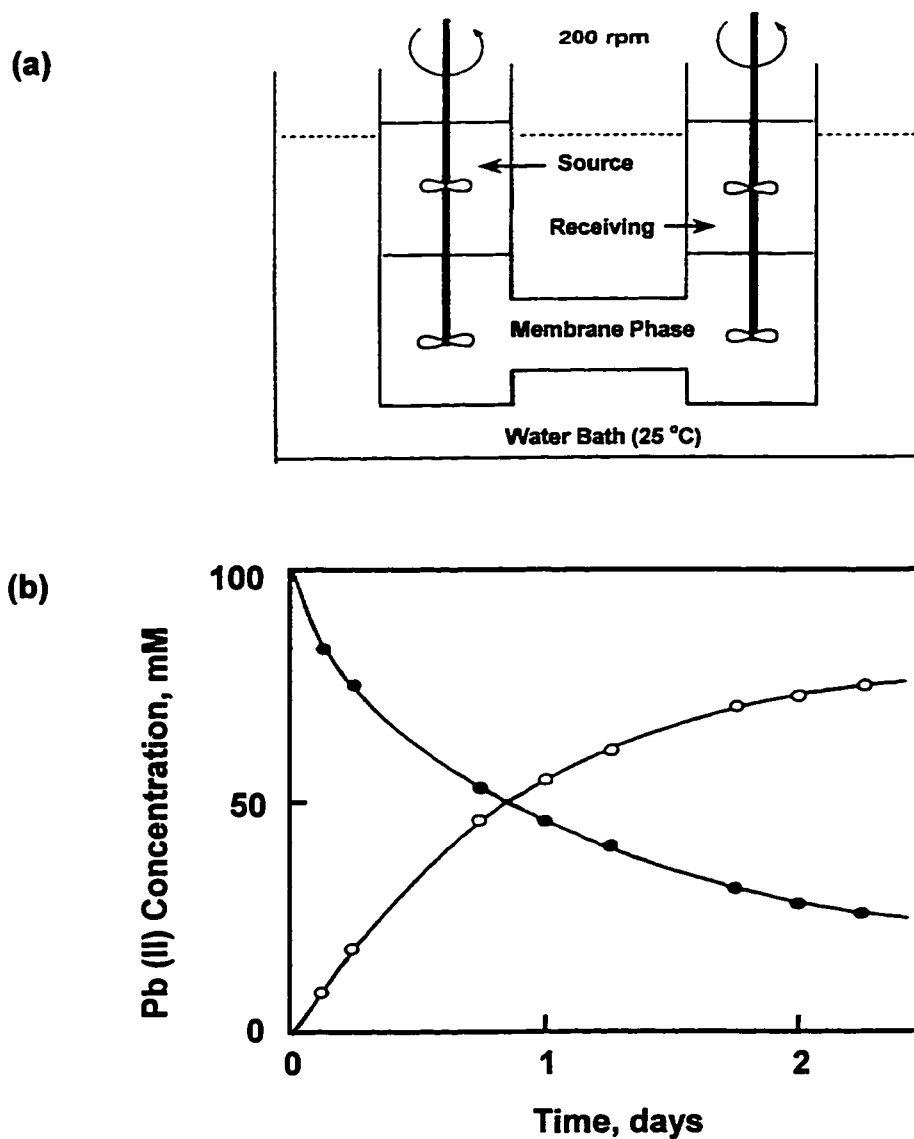 (a)
200 rpm
Source
Receiving
Membrane Phase
Water Bath (25 °C)
(b)
Pb (II) Concentration, mM
100
50
0
0 1 2
Time, days